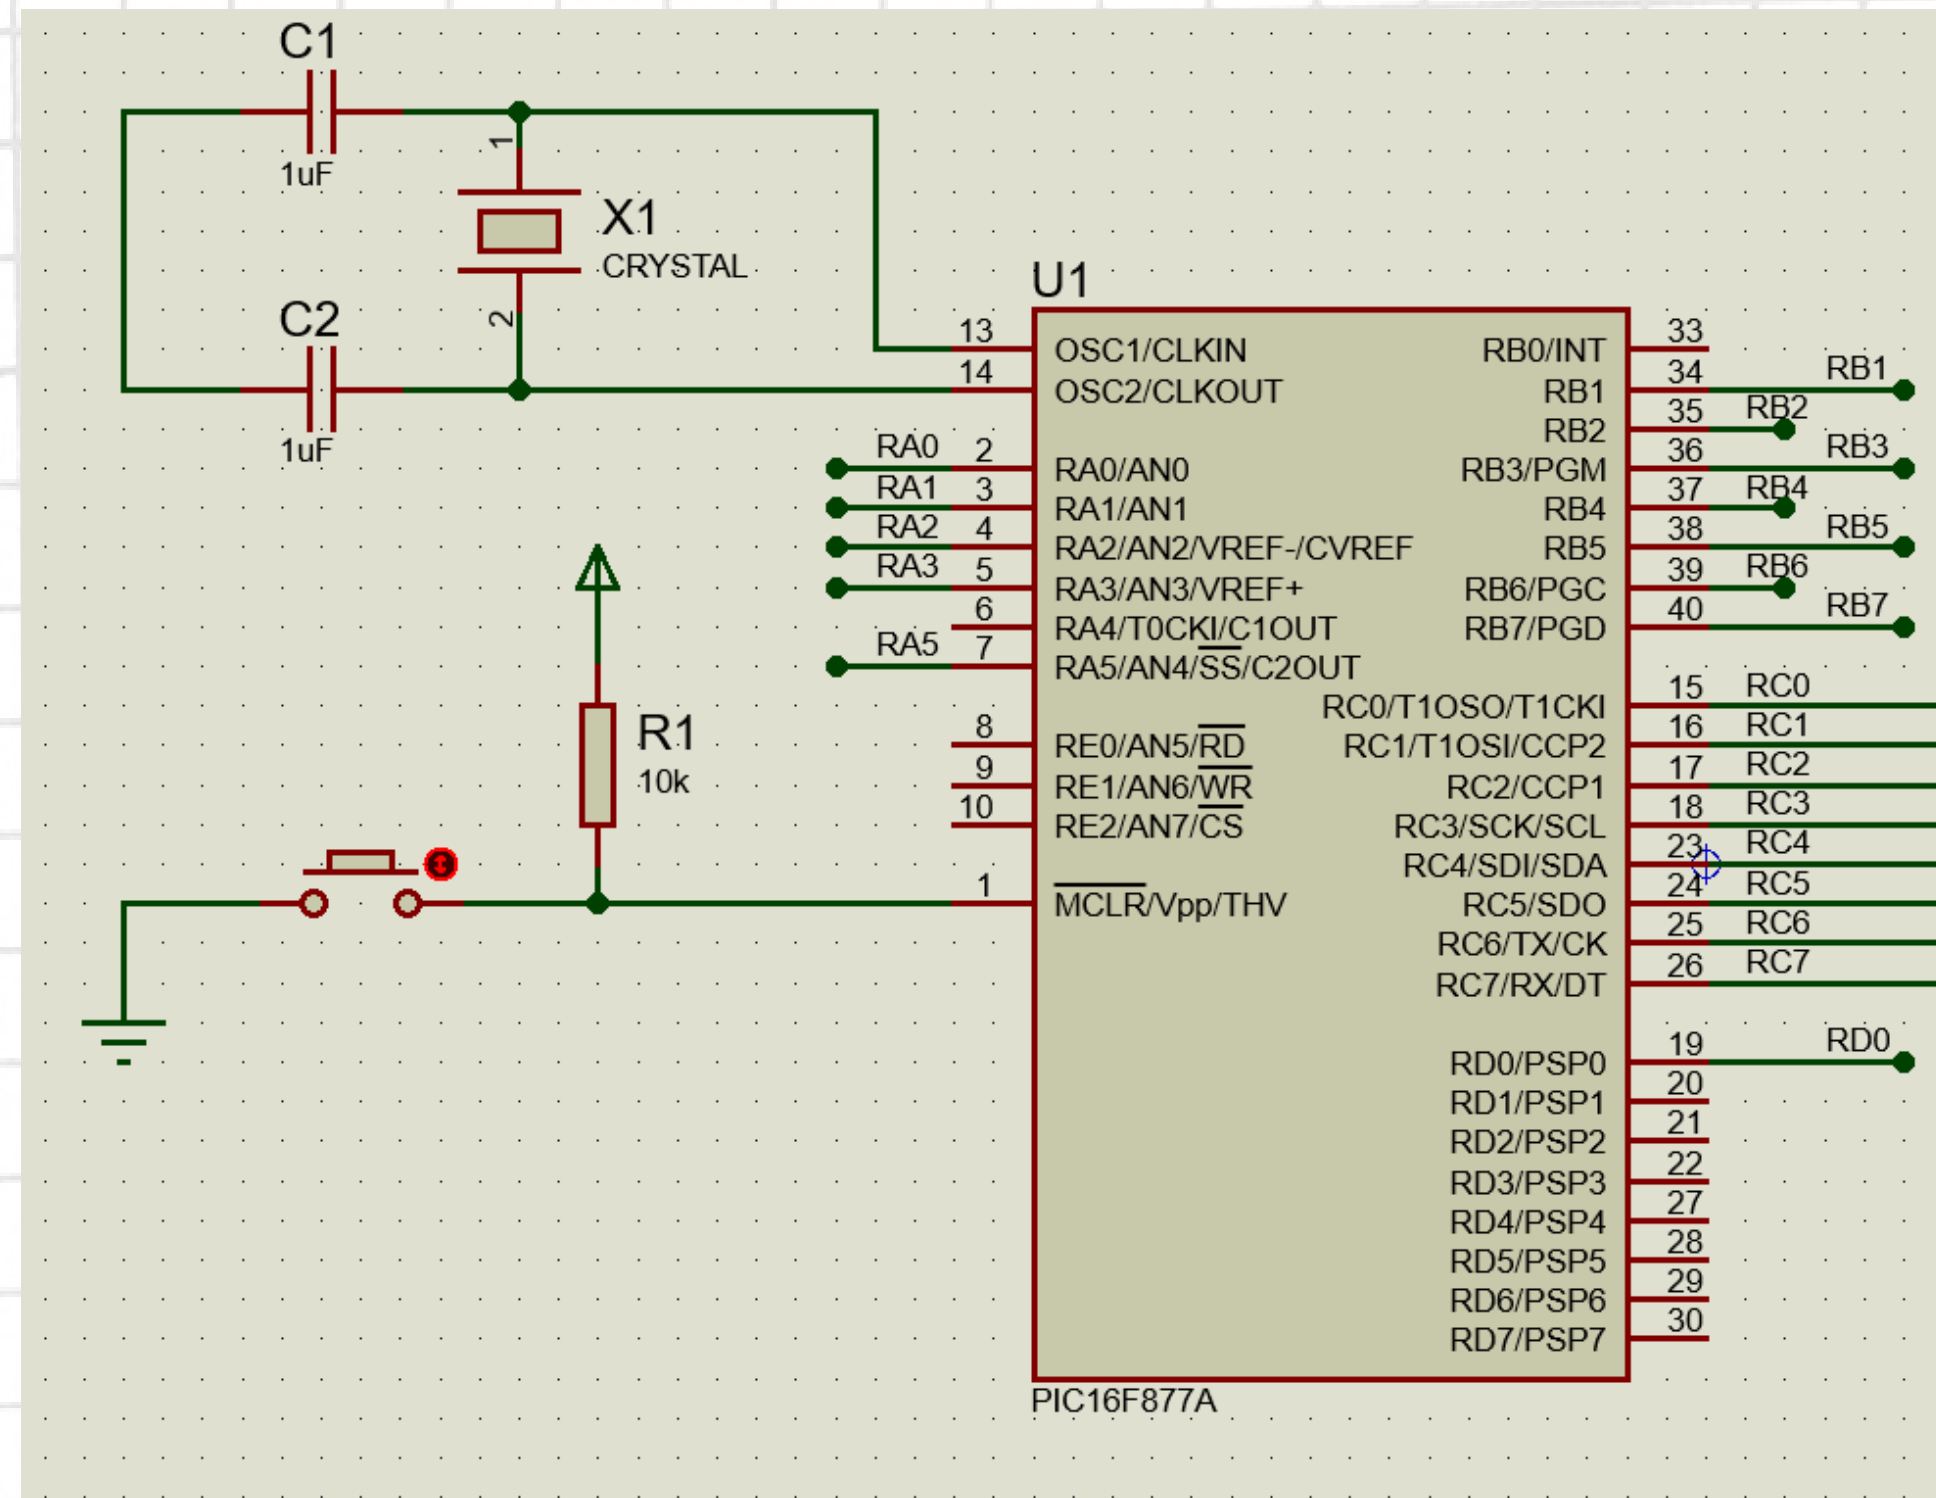 C1
1uF
1
X1
CRYSTAL
2
C2
1uF
U1
13 OSC1/CLKIN
14 OSC2/CLKOUT
RA0 2 RA0/AN0
RA1 3 RA1/AN1
RA2 4 RA2/AN2/VREF-/CVREF
RA3 5 RA3/AN3/VREF+
6 RA4/T0CKI/C1OUT
RA5 7 RA5/AN4/SS/C2OUT
8 RE0/AN5/RD
9 RE1/AN6/WR
10 RE2/AN7/CS
1 MCLR/Vpp/THV
R1
10k
RB0/INT 33
RB1 34 RB1
RB2 35 RB2
RB3/PGM 36 RB3
RB4 37 RB4
RB5 38 RB5
RB6/PGC 39 RB6
RB7/PGD 40 RB7
RC0/T1OSO/T1CKI 15 RC0
RC1/T1OSI/CCP2 16 RC1
RC2/CCP1 17 RC2
RC3/SCK/SCL 18 RC3
RC4/SDI/SDA 23 RC4
RC5/SDO 24 RC5
RC6/TX/CK 25 RC6
RC7/RX/DT 26 RC7
RD0/PSP0 19 RD0
RD1/PSP1 20
RD2/PSP2 21
RD3/PSP3 22
RD4/PSP4 27
RD5/PSP5 28
RD6/PSP6 29
RD7/PSP7 30
PIC16F877A